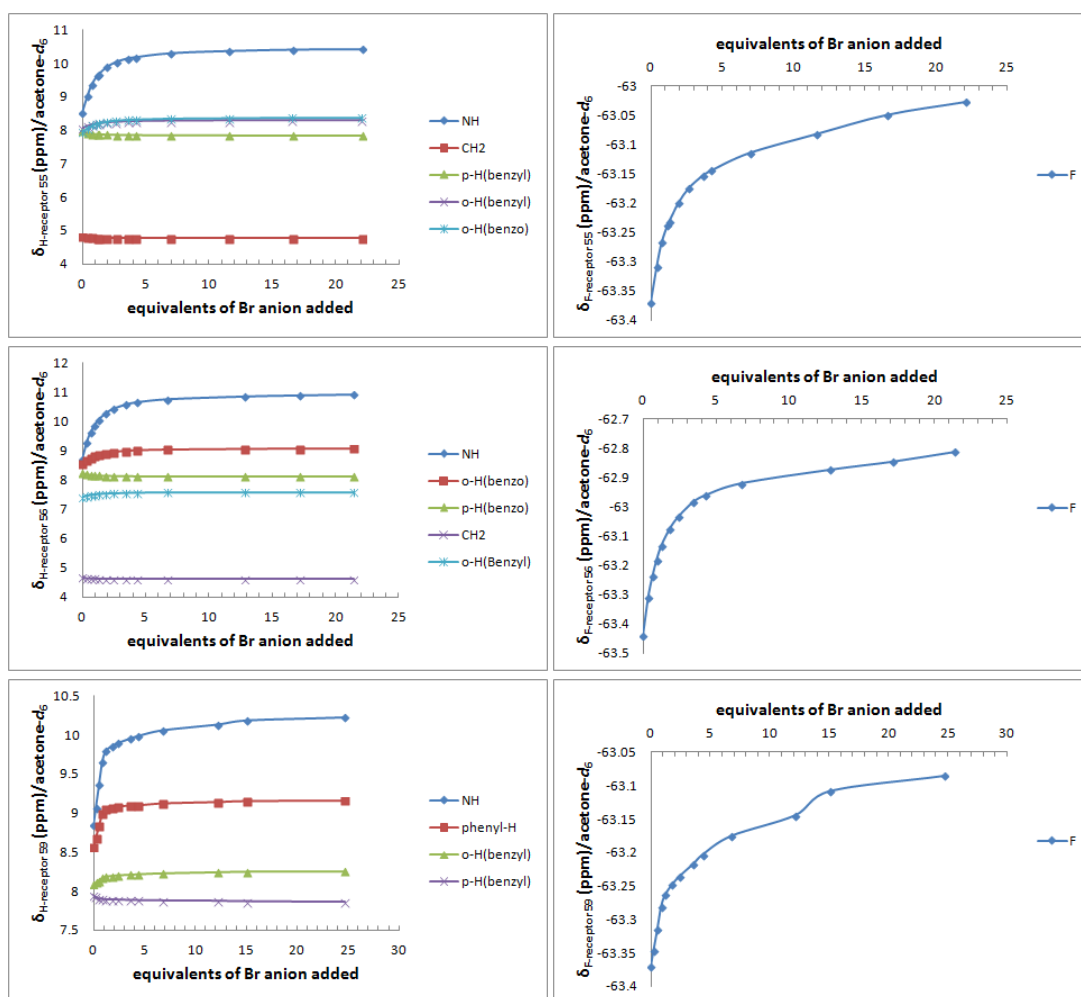 δH-receptor 55 (ppm)/acetone-d6
11
10
9
8
7
6
5
4
0 5 10 15 20 25
equivalents of Br anion added
NH
CH2
p-H(benzyl)
o-H(benzyl)
o-H(benzo)
equivalents of Br anion added
0 5 10 15 20 25
δF-receptor 55 (ppm)/acetone-d6
-63
-63.05
-63.1
-63.15
-63.2
-63.25
-63.3
-63.35
-63.4
F
δH-receptor 56 (ppm)/acetone-d6
12
11
10
9
8
7
6
5
4
0 5 10 15 20 25
equivalents of Br anion added
NH
o-H(benzo)
p-H(benzo)
CH2
o-H(Benzyl)
equivalents of Br anion added
0 5 10 15 20 25
δF-receptor 56 (ppm)/acetone-d6
-62.7
-62.8
-62.9
-63
-63.1
-63.2
-63.3
-63.4
-63.5
F
δH-receptor 59 (ppm)/acetone-d6
10.5
10
9.5
9
8.5
8
7.5
0 5 10 15 20 25 30
equivalents of Br anion added
NH
phenyl-H
o-H(benzyl)
p-H(benzyl)
equivalents of Br anion added
0 5 10 15 20 25 30
δF-receptor 59 (ppm)/acetone-d6
-63.05
-63.1
-63.15
-63.2
-63.25
-63.3
-63.35
-63.4
F